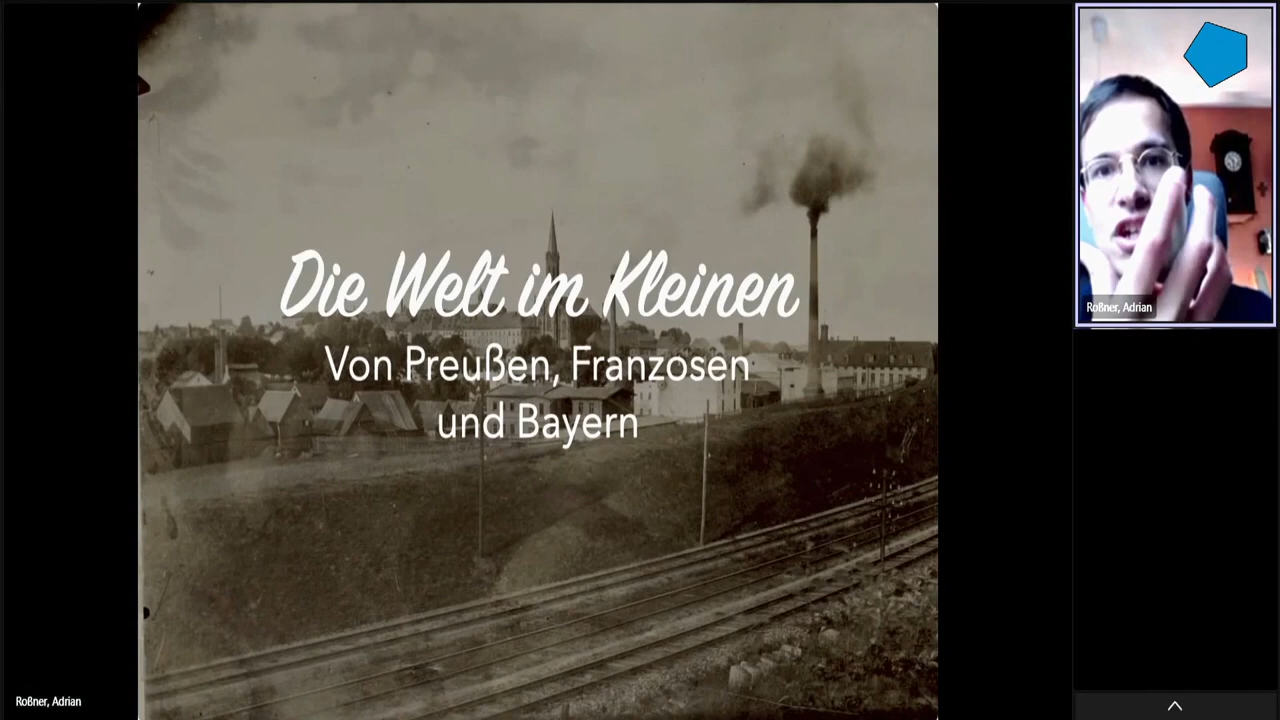 Die Welt im Kleinen
Von Preußen, Franzosen
und Bayern
Roßner, Adrian
Roßner, Adrian